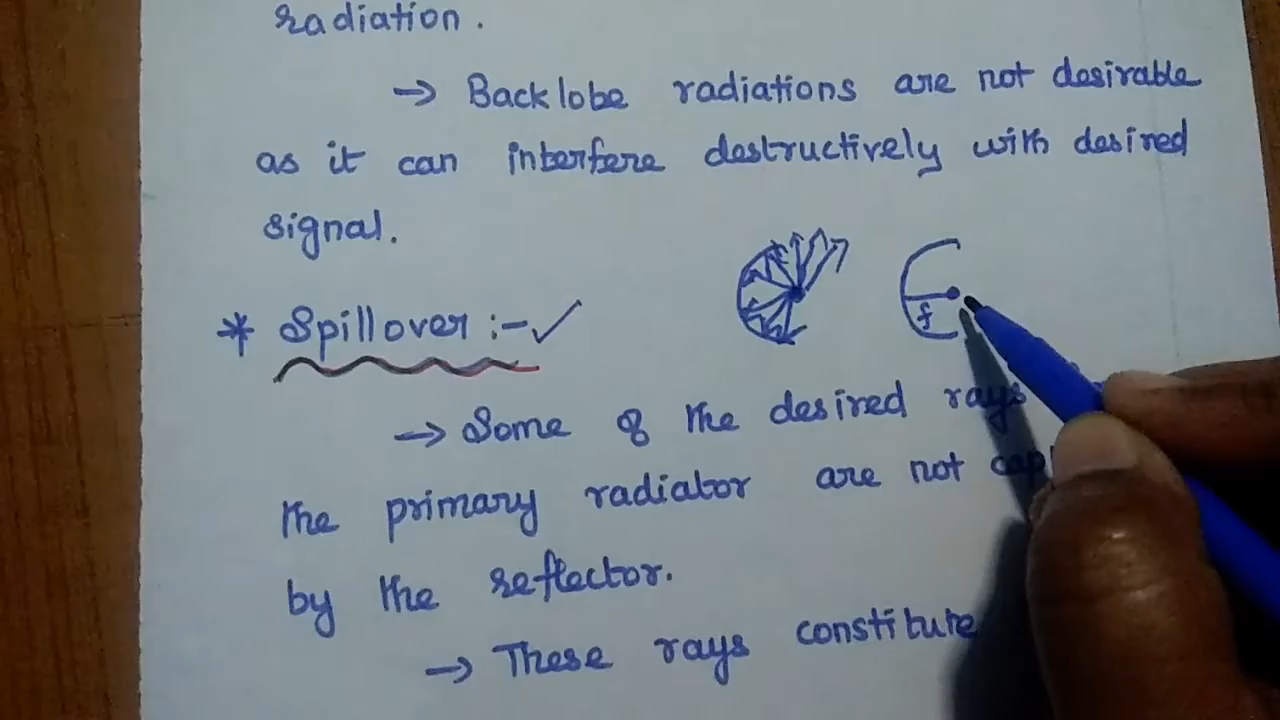 radiation.
→ Backlobe radiations are not desirable
as it can interfere destructively with desired
signal.
* Spillover :- ✓
f
→ Some of the desired rays
the primary radiator are not
by the reflector.
→ These rays constitute